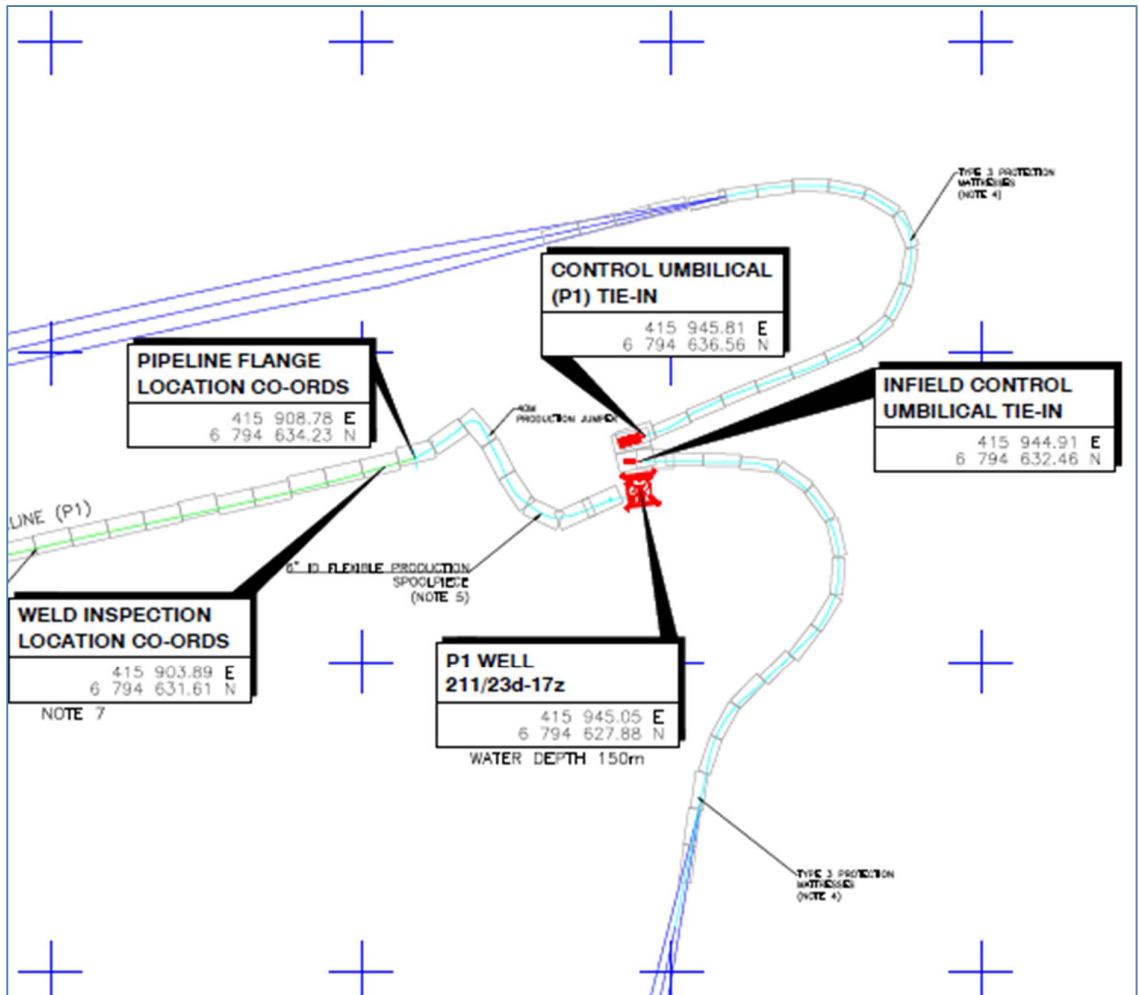 TYPE 3 PROTECTION
MATTRESSES
(NOTE 4)
CONTROL UMBILICAL
(P1) TIE-IN
415 945.81 E
6 794 636.56 N
PIPELINE FLANGE
LOCATION CO-ORDS
415 908.78 E
6 794 634.23 N
INFIELD CONTROL
UMBILICAL TIE-IN
415 944.91 E
6 794 632.46 N
PRODUCTION JUMPER
LINE (P1)
6" ID FLEXIBLE PRODUCTION
SPOOLPIECE
(NOTE 5)
WELD INSPECTION
LOCATION CO-ORDS
415 903.89 E
6 794 631.61 N
NOTE 7
P1 WELL
211/23d-17z
415 945.05 E
6 794 627.88 N
WATER DEPTH 150m
TYPE 3 PROTECTION
MATTRESSES
(NOTE 4)